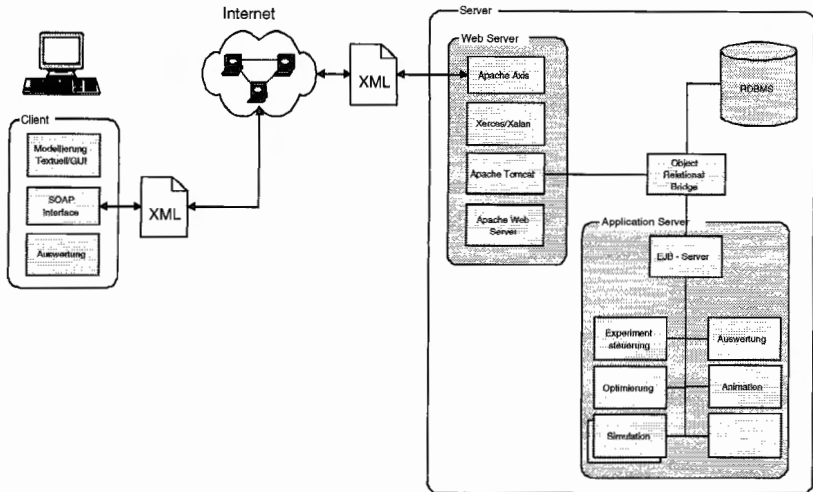 Internet
Server
Web Server
Apache Axis
XML
RDBMS
Client
Xerces/Xalan
Modellierung
Textuell/GUI
Apache Tomcat
Object
Relational
Bridge
SOAP
Interface
XML
Apache Web
Server
Application Server
Auswertung
EJB - Server
Experiment
steuerung
Auswertung
Optimierung
Animation
Simulation
...